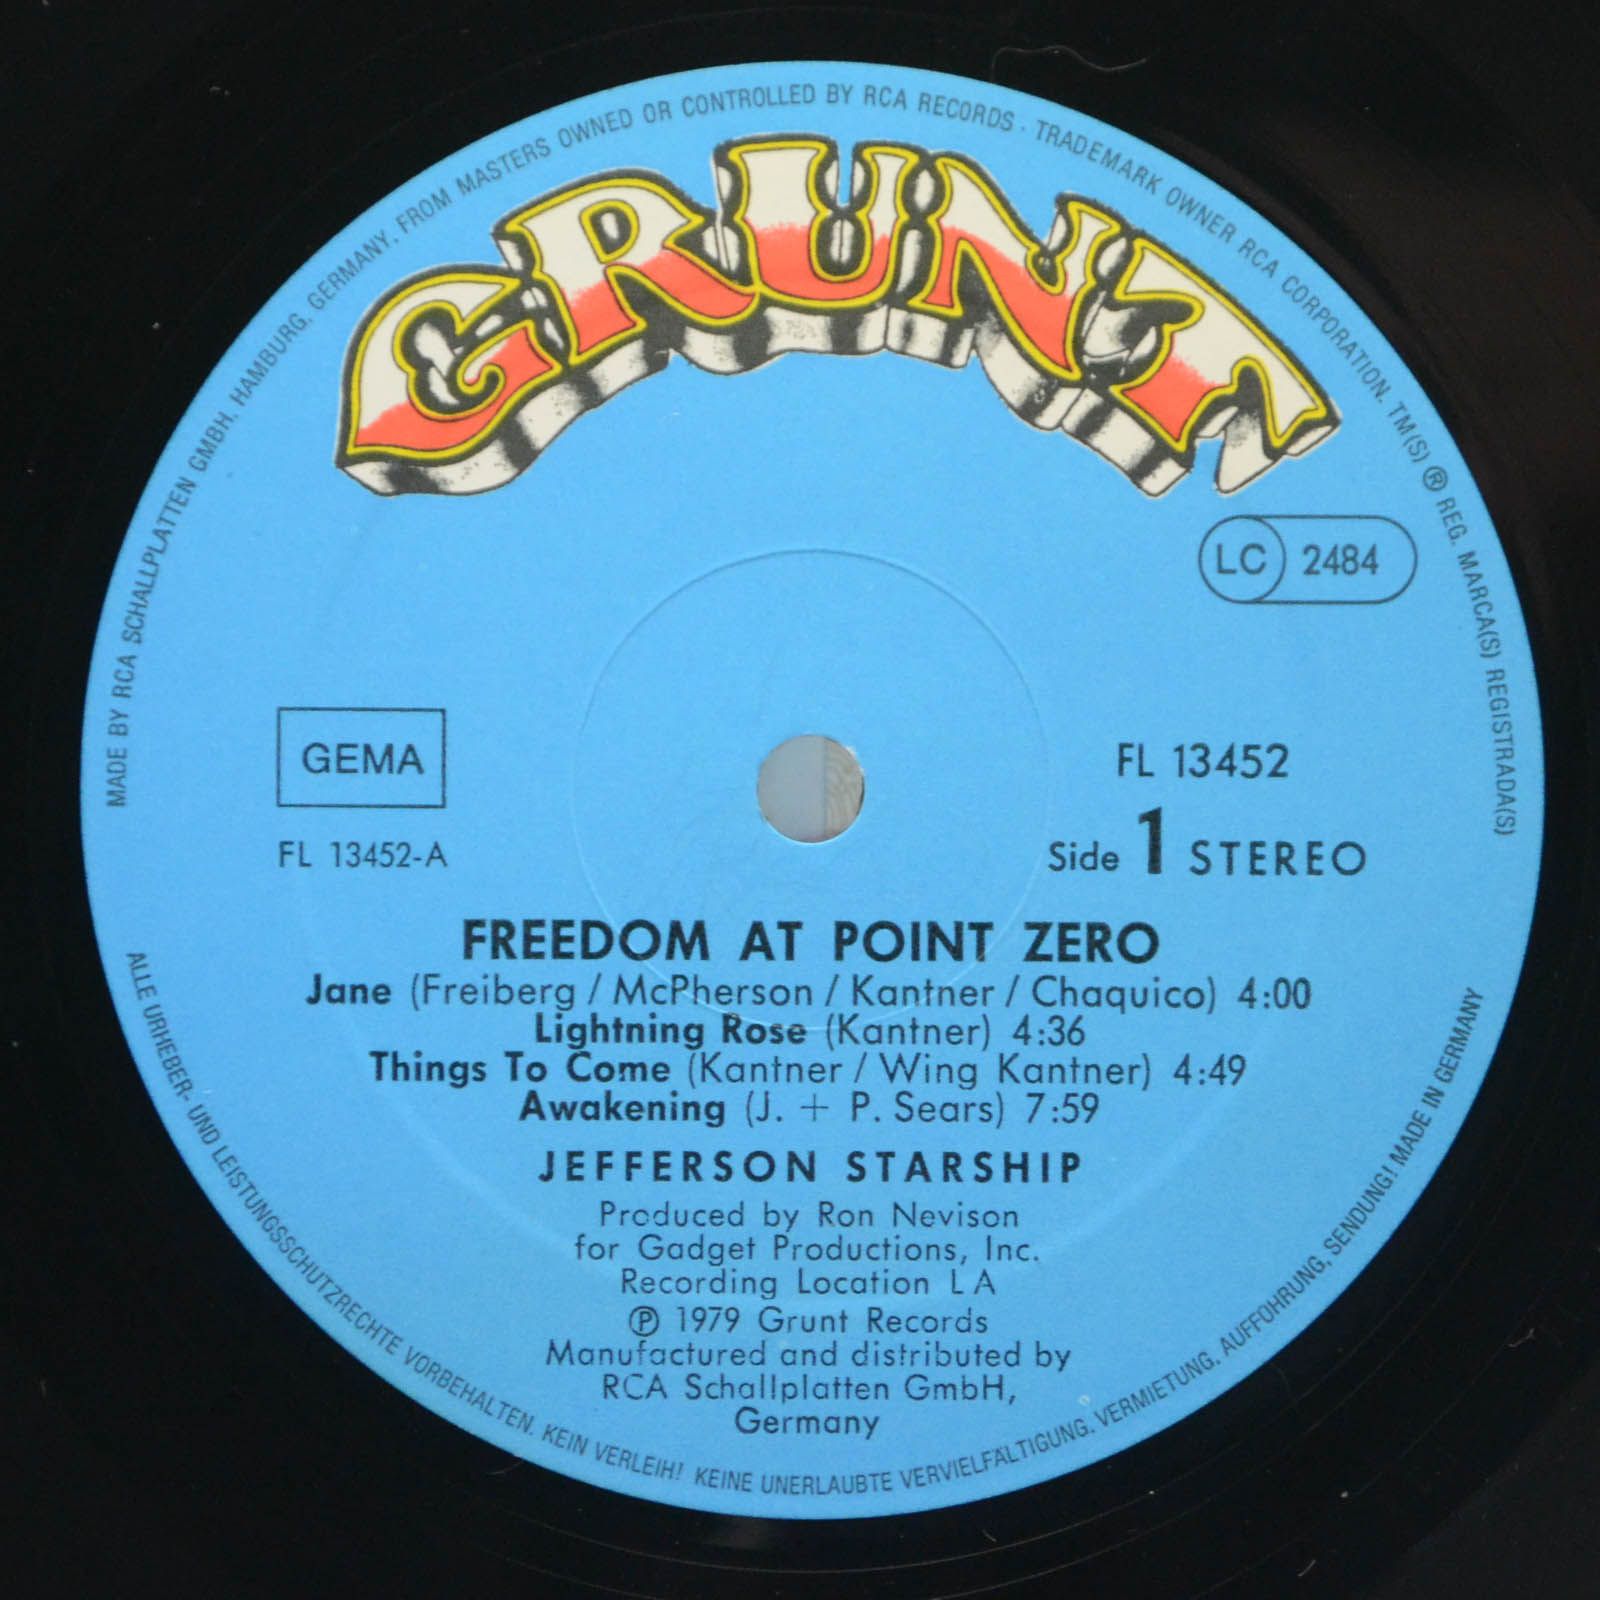 MADE BY RCA SCHALLPLATTEN GMBH, HAMBURG, GERMANY, FROM MASTERS OWNED OR CONTROLLED BY RCA RECORDS · TRADEMARK OWNER RCA CORPORATION. TM(S) ® REG. MARCA(S) REGISTRADA(S)
GRUNT
LC 2484
GEMA
FL 13452-A
FL 13452
Side 1 STEREO
FREEDOM AT POINT ZERO
Jane (Freiberg / McPherson / Kantner / Chaquico) 4:00
Lightning Rose (Kantner) 4:36
Things To Come (Kantner / Wing Kantner) 4:49
Awakening (J. + P. Sears) 7:59
JEFFERSON STARSHIP
Produced by Ron Nevison
for Gadget Productions, Inc.
Recording Location L A
℗ 1979 Grunt Records
Manufactured and distributed by
RCA Schallplatten GmbH,
Germany
ALLE URHEBER- UND LEISTUNGSSCHUTZRECHTE VORBEHALTEN. KEIN VERLEIH! KEINE UNERLAUBTE VERVIELFÄLTIGUNG, VERMIETUNG, AUFFÜHRUNG, SENDUNG! MADE IN GERMANY